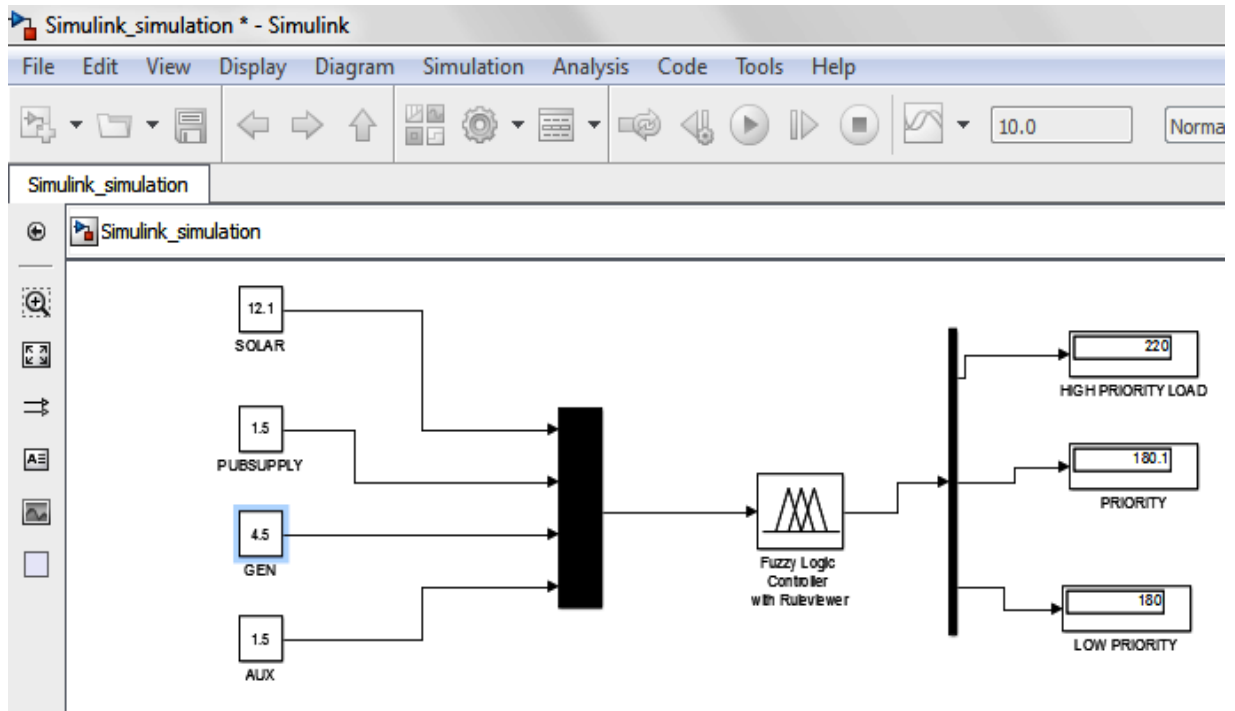 Simulink_simulation * - Simulink
File Edit View Display Diagram Simulation Analysis Code Tools Help
10.0 Norma
Simulink_simulation
Simulink_simulation
12.1
SOLAR
1.5
PUBSUPPLY
4.5
GEN
1.5
AUX
Fuzzy Logic
Controller
with Ruleviewer
220
HIGH PRIORITY LOAD
180.1
PRIORITY
180
LOW PRIORITY